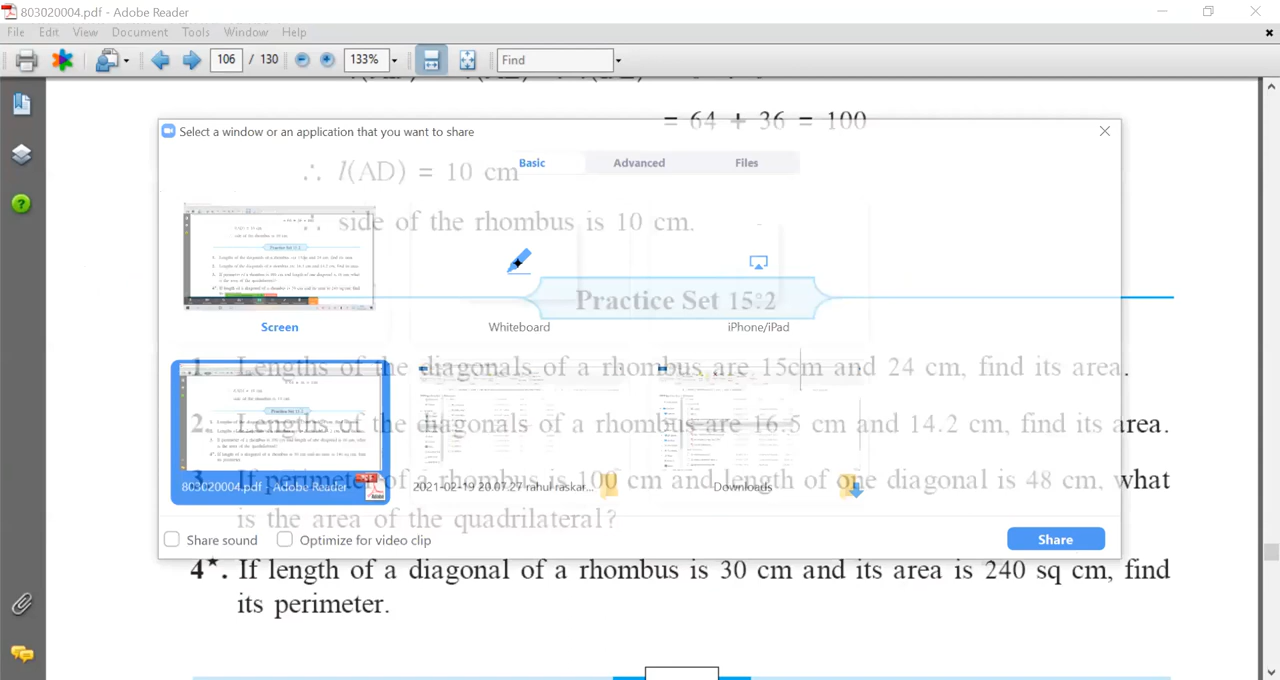 803020004.pdf - Adobe Reader
File Edit View Document Tools Window Help
106 / 130 133% Find
= 64 + 36 = 100
Select a window or an application that you want to share
Basic Advanced Files
∴ l(AD) = 10 cm
side of the rhombus is 10 cm.
Practice Set 15.2
Screen Whiteboard iPhone/iPad
1. Lengths of the diagonals of a rhombus are 15cm and 24 cm, find its area.
2. Lengths of the diagonals of a rhombus are 16.5 cm and 14.2 cm, find its area.
3. If perimeter of a rhombus is 100 cm and length of one diagonal is 48 cm, what
803020004.pdf - Adobe Reader 2021-02-19 20.07.27 rahul raskar... Downloads
is the area of the quadrilateral?
Share sound Optimize for video clip Share
4★. If length of a diagonal of a rhombus is 30 cm and its area is 240 sq cm, find
its perimeter.